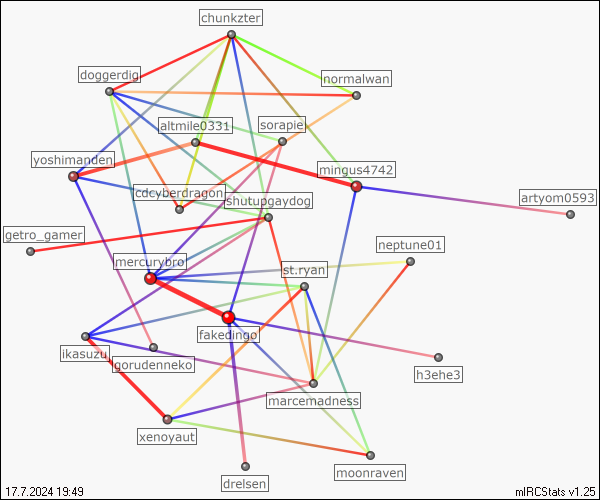 chunkzter
doggerdig
normalwan
altmile0331
sorapie
yoshimanden
mingus4742
cdcyberdragon
artyom0593
shutupgaydog
getro_gamer
neptune01
mercurybro
st.ryan
fakedingo
ikasuzu
gorudenneko
h3ehe3
marcemadness
xenoyaut
moonraven
drelsen
17.7.2024 19:49
mIRCStats v1.25